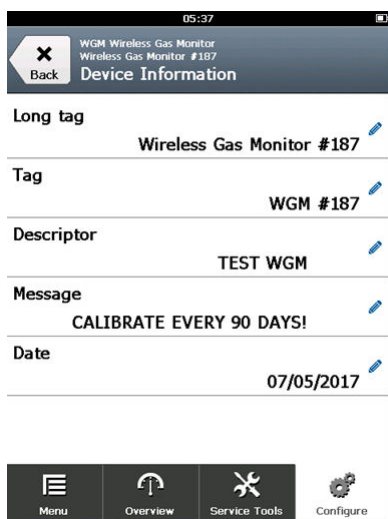 05:37
WGM Wireless Gas Monitor
Wireless Gas Monitor #187
Device Information
Back
Long tag
Wireless Gas Monitor #187
Tag
WGM #187
Descriptor
TEST WGM
Message
CALIBRATE EVERY 90 DAYS!
Date
07/05/2017
Menu
Overview
Service Tools
Configure